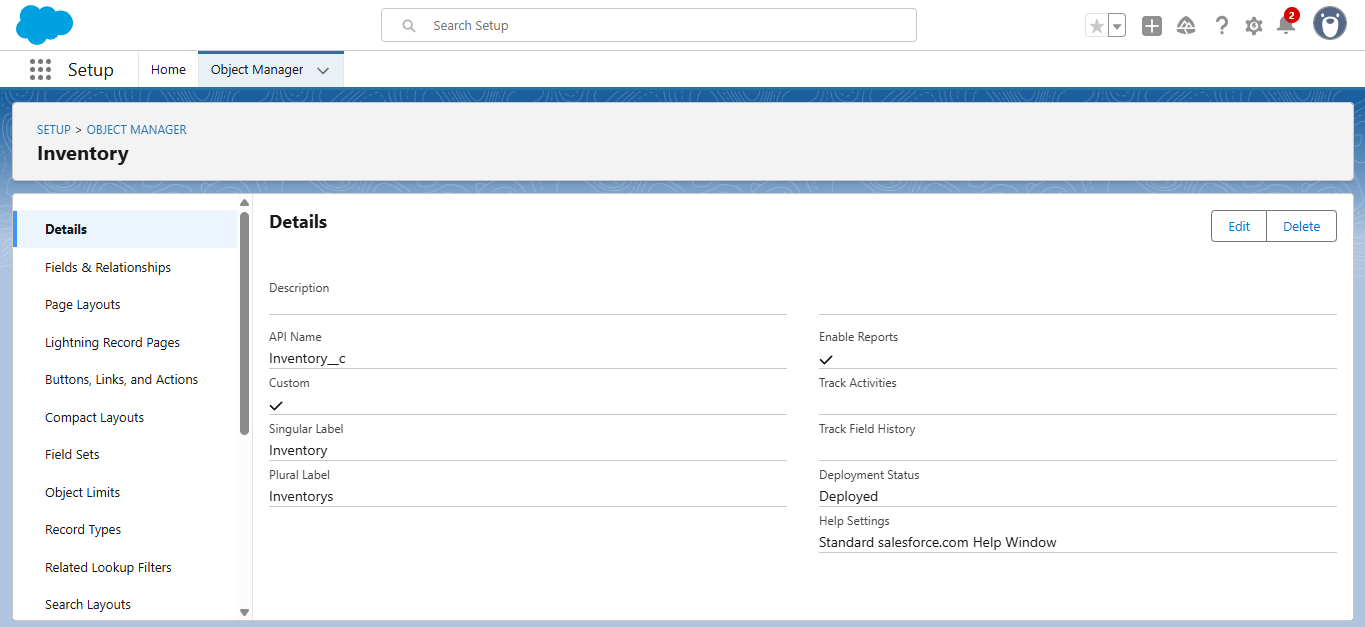 Search Setup
2
Setup
Home
Object Manager
SETUP > OBJECT MANAGER
Inventory
Details
Fields & Relationships
Page Layouts
Lightning Record Pages
Buttons, Links, and Actions
Compact Layouts
Field Sets
Object Limits
Record Types
Related Lookup Filters
Search Layouts
Details
Edit
Delete
Description
API Name
Inventory__c
Custom
Singular Label
Inventory
Plural Label
Inventorys
Enable Reports
Track Activities
Track Field History
Deployment Status
Deployed
Help Settings
Standard salesforce.com Help Window